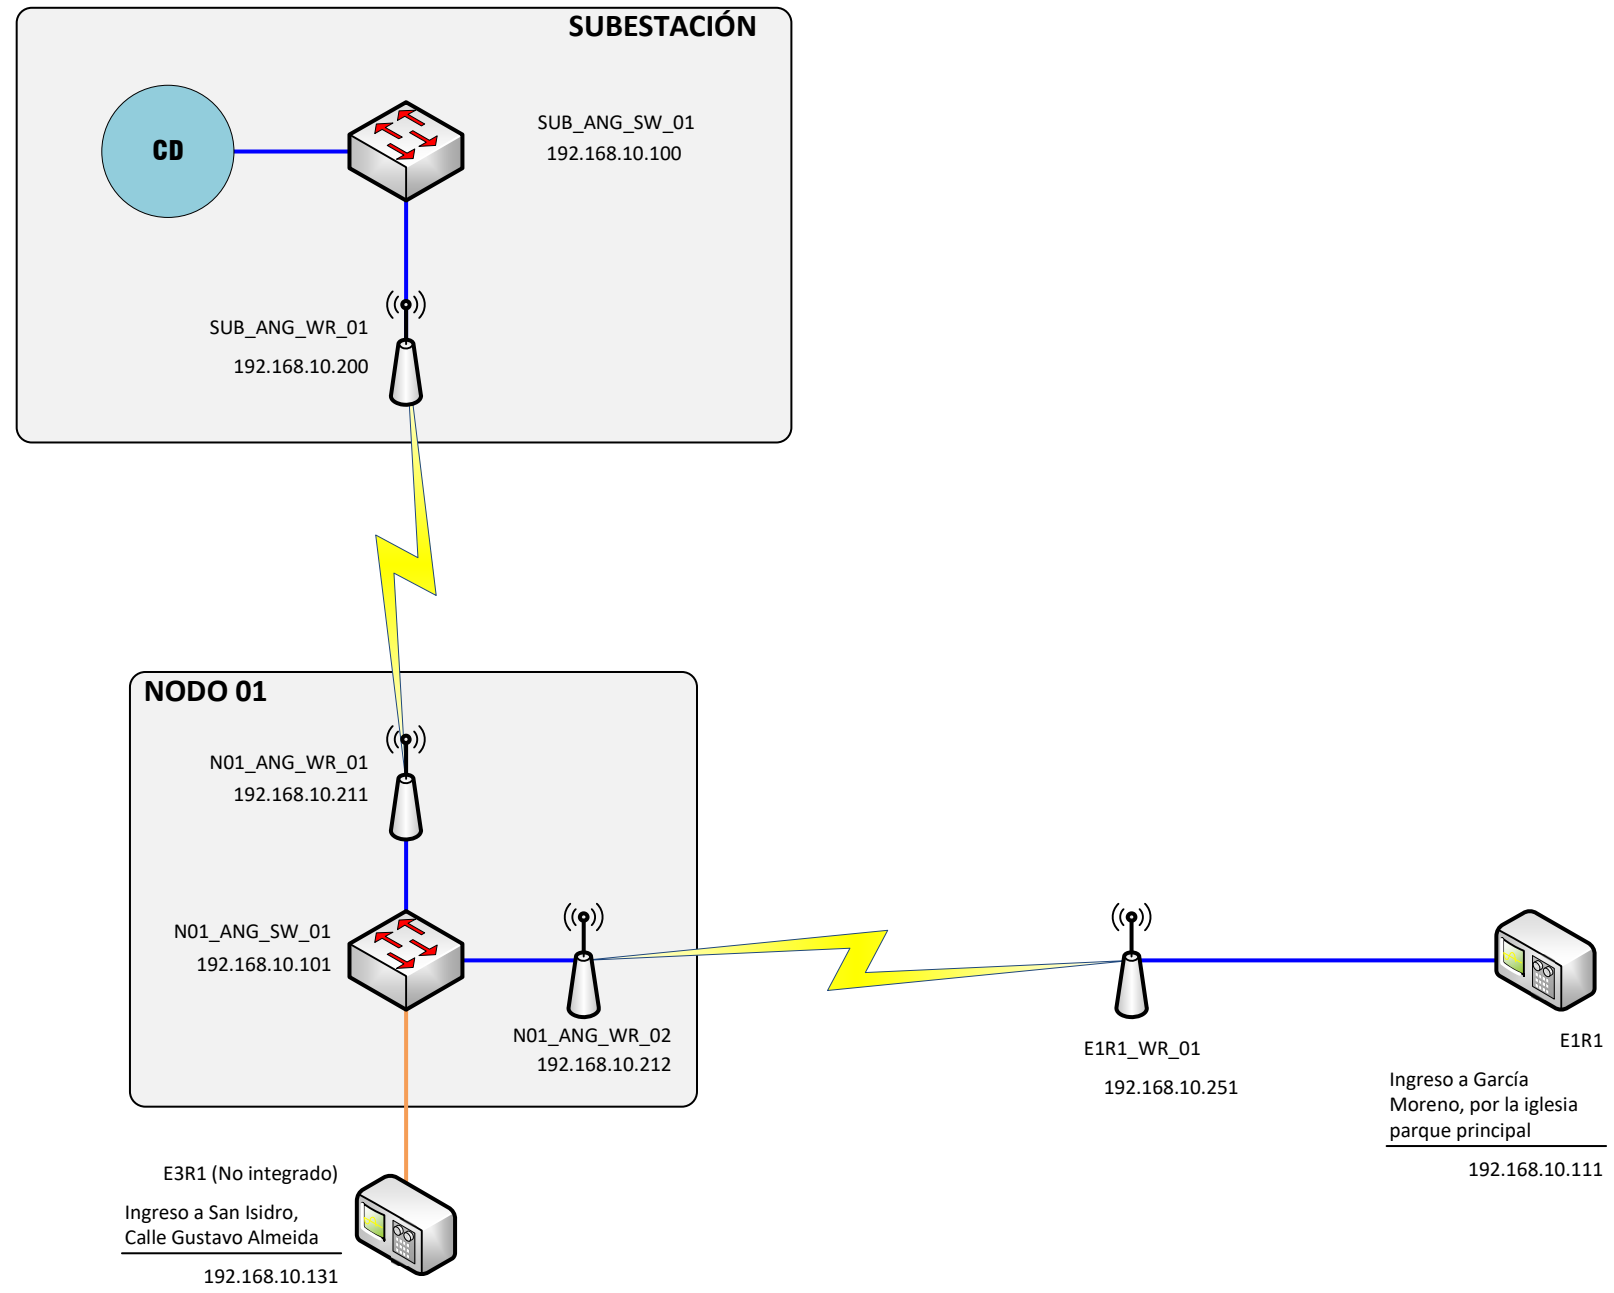 SUBESTACIÓN
CD
SUB_ANG_SW_01
192.168.10.100
SUB_ANG_WR_01
192.168.10.200
NODO 01
N01_ANG_WR_01
192.168.10.211
N01_ANG_SW_01
192.168.10.101
N01_ANG_WR_02
192.168.10.212
E1R1_WR_01
192.168.10.251
E1R1
Ingreso a García
Moreno, por la iglesia
parque principal
192.168.10.111
E3R1 (No integrado)
Ingreso a San Isidro,
Calle Gustavo Almeida
192.168.10.131